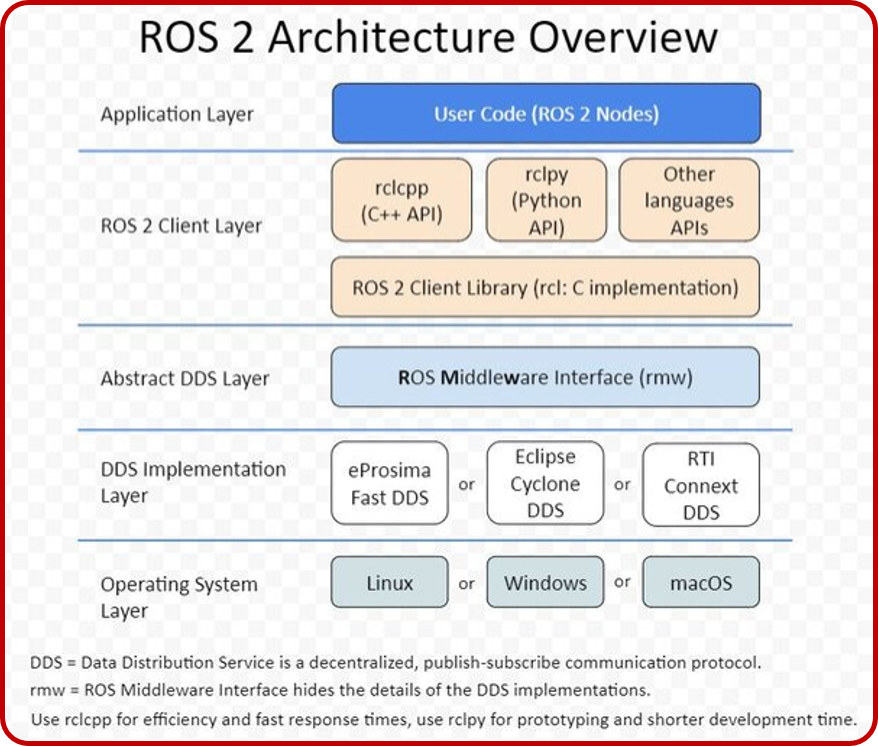 ROS 2 Architecture Overview
Application Layer
User Code (ROS 2 Nodes)
ROS 2 Client Layer
rclcpp
(C++ API)
rclpy
(Python
API)
Other
languages
APIs
ROS 2 Client Library (rcl: C implementation)
Abstract DDS Layer
ROS Middleware Interface (rmw)
DDS Implementation
Layer
eProsima
Fast DDS
or
Eclipse
Cyclone
DDS
or
RTI
Connext
DDS
Operating System
Layer
Linux
or
Windows
or
macOS
DDS = Data Distribution Service is a decentralized, publish-subscribe communication protocol.
rmw = ROS Middleware Interface hides the details of the DDS implementations.
Use rclcpp for efficiency and fast response times, use rclpy for prototyping and shorter development time.